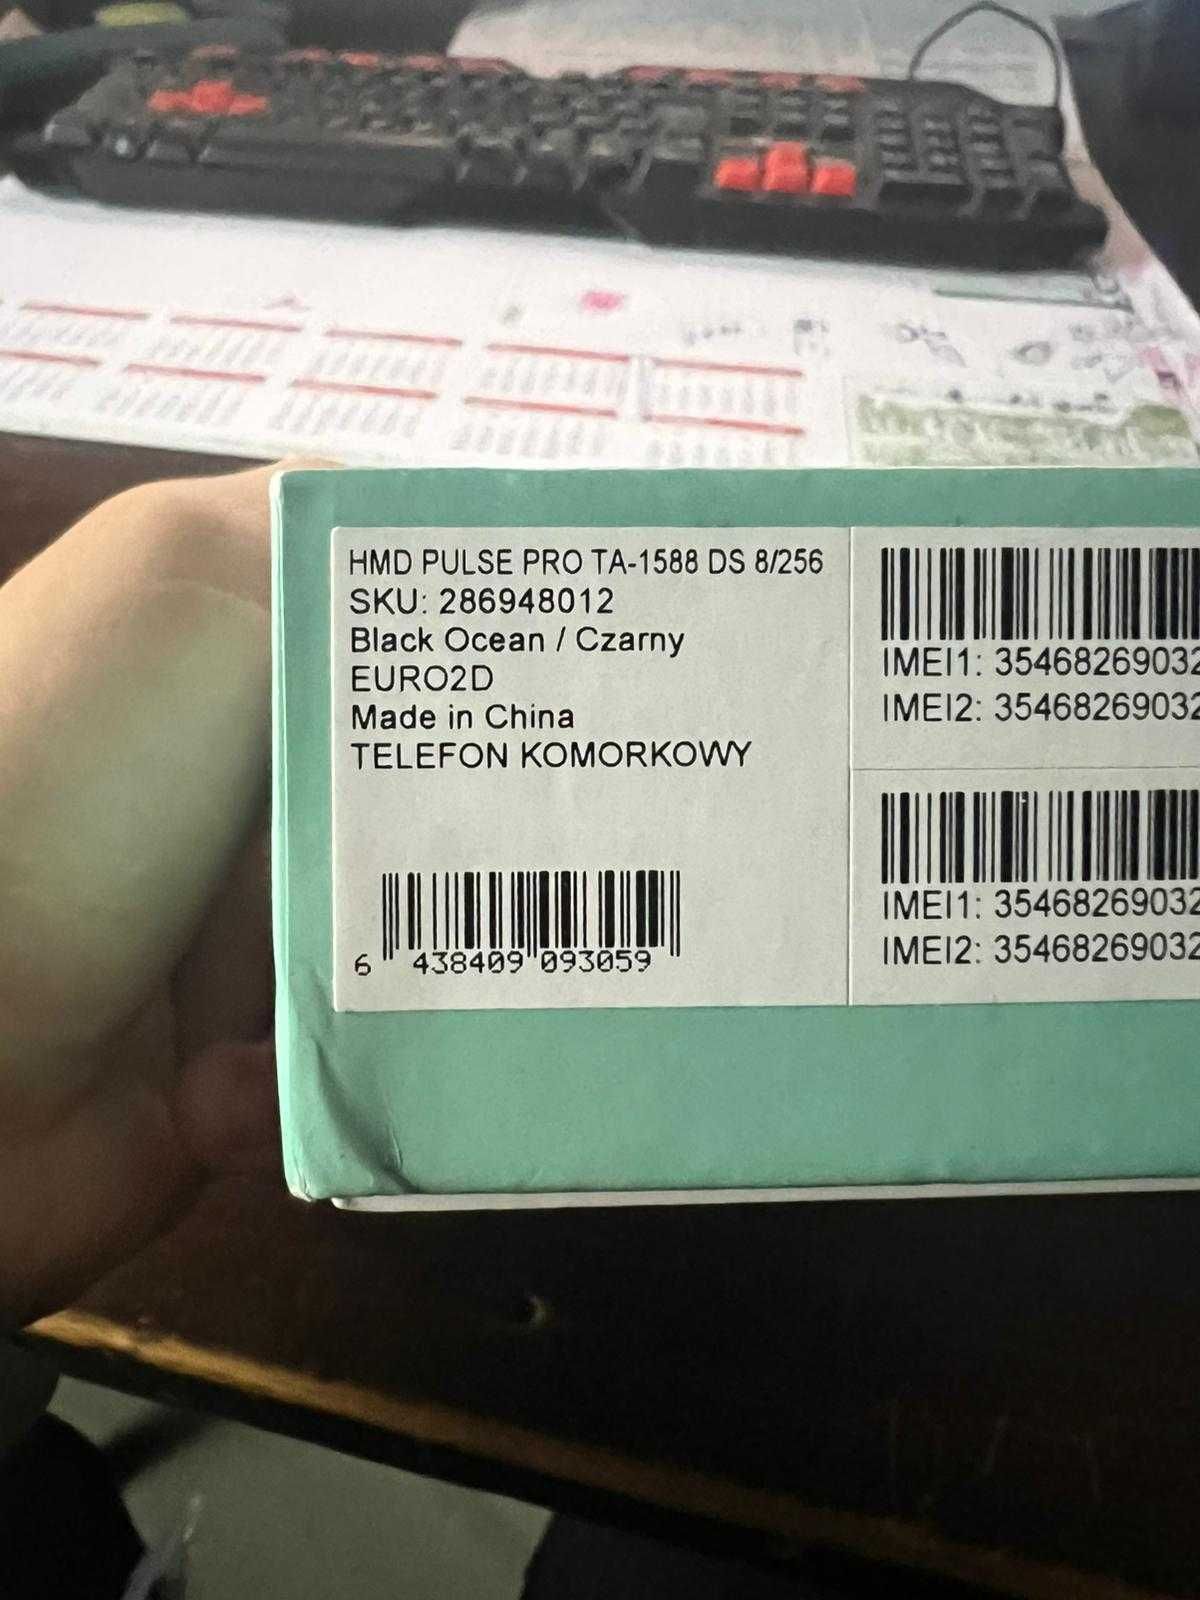 HMD PULSE PRO TA-1588 DS 8/256
SKU: 286948012
Black Ocean / Czarny
EURO2D
Made in China
TELEFON KOMORKOWY
6 438409 093059
IMEI1: 35468269032
IMEI2: 35468269032
IMEI1: 35468269032
IMEI2: 35468269032